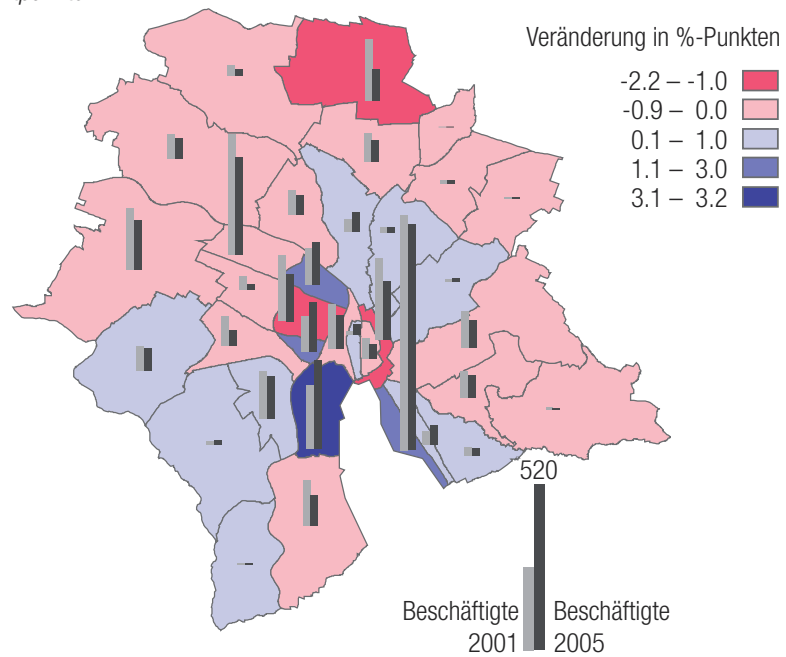 Veränderung in %-Punkten
-2.2 – -1.0
-0.9 – 0.0
0.1 – 1.0
1.1 – 3.0
3.1 – 3.2
520
Beschäftigte 2001
Beschäftigte 2005